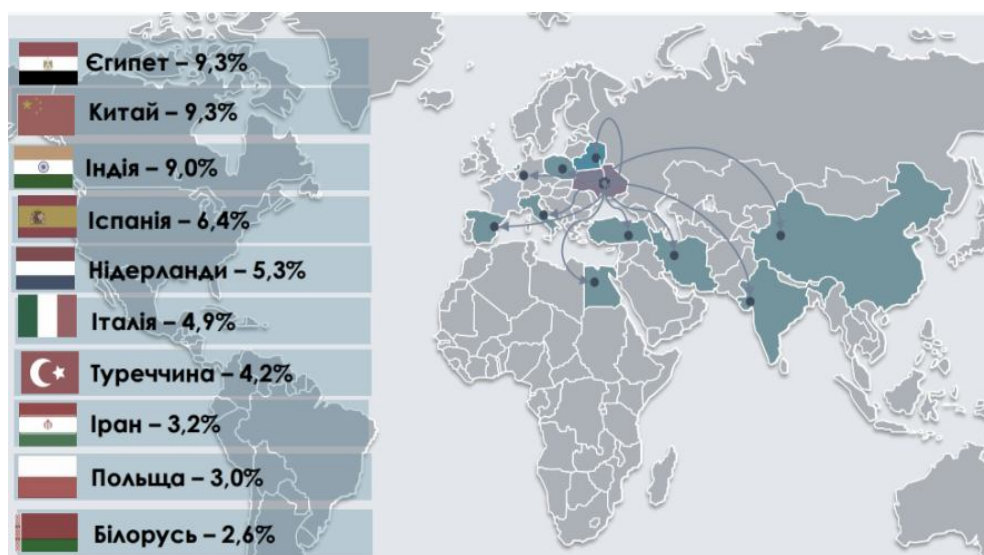 Єгипет – 9,3%
Китай – 9,3%
Індія – 9,0%
Іспанія – 6,4%
Нідерланди – 5,3%
Італія – 4,9%
Туреччина – 4,2%
Іран – 3,2%
Польща – 3,0%
Білорусь – 2,6%